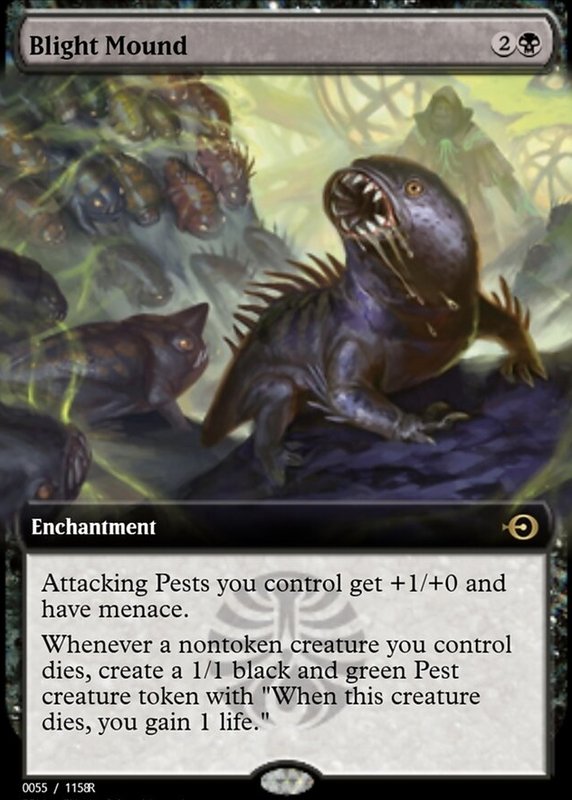 Blight Mound 2
Enchantment
Attacking Pests you control get +1/+0 and
have menace.
Whenever a nontoken creature you control
dies, create a 1/1 black and green Pest
creature token with "When this creature
dies, you gain 1 life."
0055 / 1158R